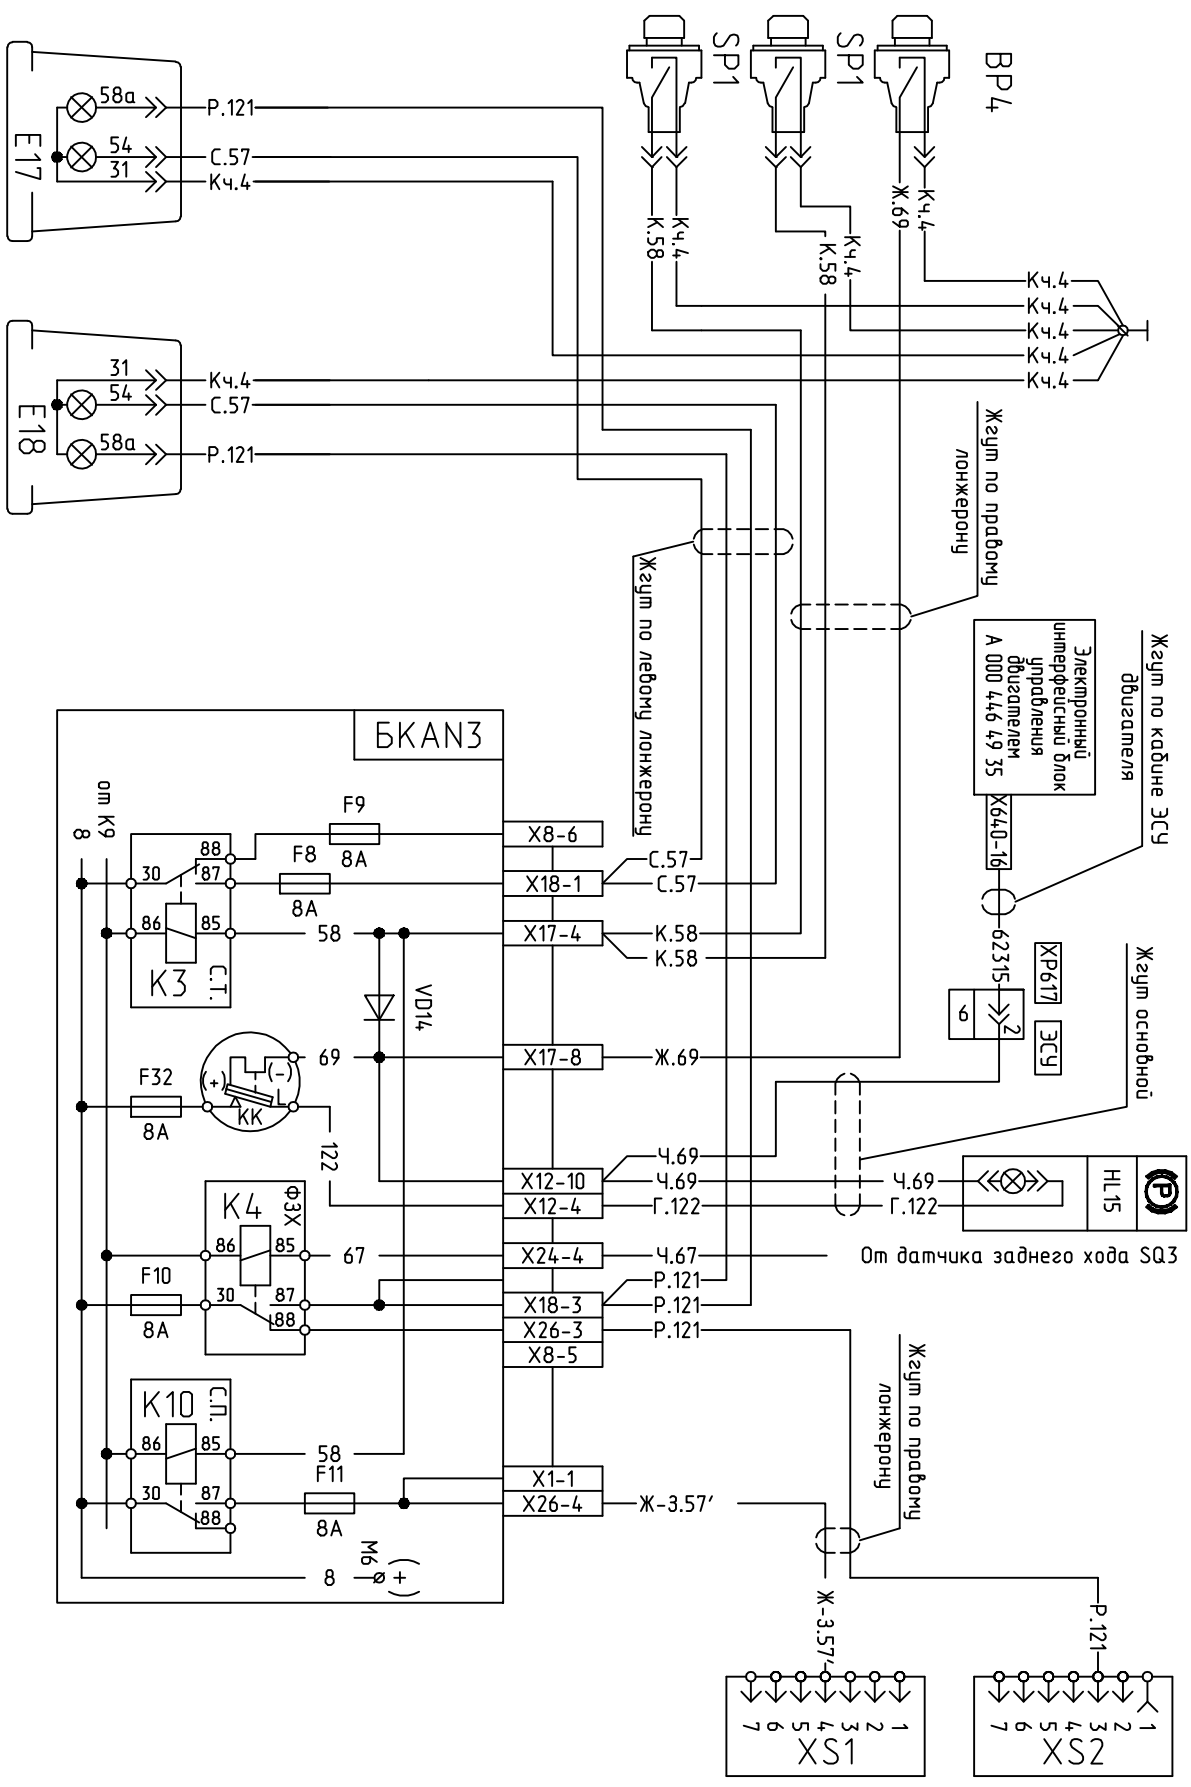 SP1
SP1
BP4
58а
Р.121
54
С.57
31
Кч.4
E17
К.58
Кч.4
К.58
Кч.4
Ж.69
Кч.4
Кч.4
Кч.4
Кч.4
Кч.4
Кч.4
31
Кч.4
54
С.57
58а
Р.121
E18
Жгут по правому
лонжерону
Жгут по левому лонжерону
Электронный
интерфейсный блок
управления
двигателем
А 000 446 49 35
X640-16
Жгут по кабине ЭСУ
двигателя
62315
XP617
ЭСУ
6
2
Жгут основной
БКАN3
от К9
8
F9
8А
88
30
87
F8
8А
86
85
58
К3
С.Т.
VD14
X8-6
X18-1
С.57
С.57
X17-4
К.58
К.58
69
X17-8
Ж.69
F32
8А
(+)
(-)
КК
122
X12-10
Ч.69
Ч.69
Ч.69
X12-4
Г.122
Г.122
HL15
(P)
К4
ФЗХ
86
85
67
X24-4
Ч.67
От датчика заднего хода SQ3
F10
8А
30
87
88
X18-3
Р.121
Р.121
X26-3
Р.121
X8-5
Жгут по правому
лонжерону
К10
С.П.
86
85
58
30
87
88
F11
8А
X1-1
X26-4
Ж-3.57'
8
М6
(+)
Ж-3.57'
Р.121
7
6
5
4
3
2
1
XS1
7
6
5
4
3
2
1
XS2